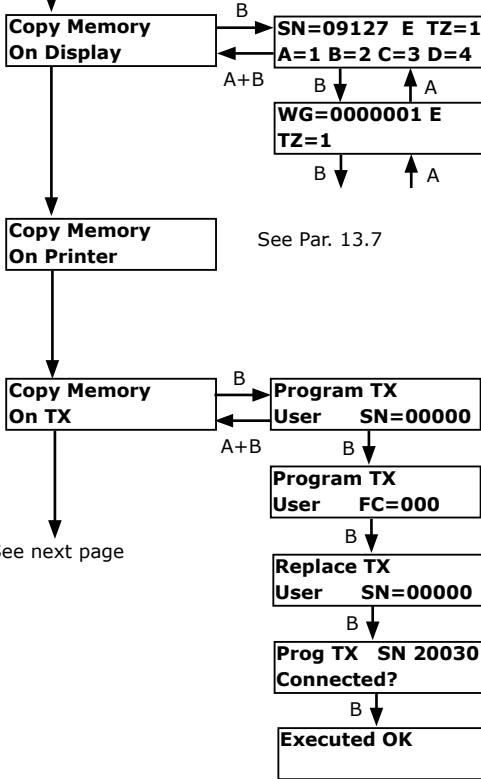 B
Copy Memory
On Display
SN=09127 E TZ=1
A=1 B=2 C=3 D=4
A+B
B
A
WG=0000001 E
TZ=1
B
A
Copy Memory
On Printer
See Par. 13.7
B
Copy Memory
On TX
Program TX
User SN=00000
A+B
B
Program TX
User FC=000
B
See next page
Replace TX
User SN=00000
B
Prog TX SN 20030
Connected?
B
Executed OK